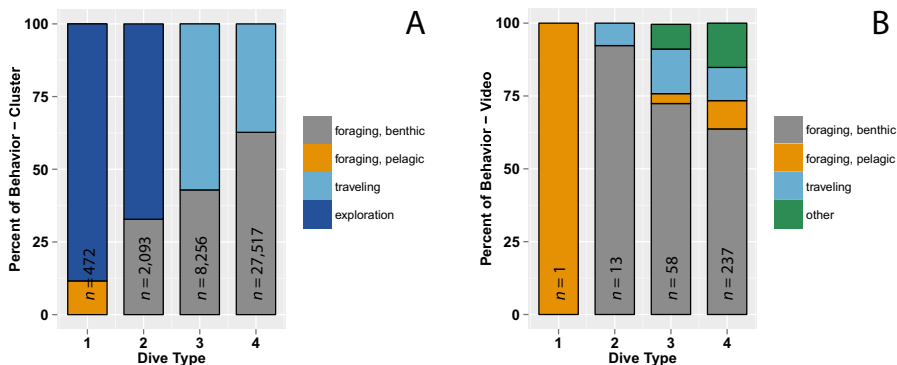 A
Percent of Behavior – Cluster
100
75
50
25
0
n = 472
n = 2,093
n = 8,256
n = 27,517
1 2 3 4
Dive Type
foraging, benthic
foraging, pelagic
traveling
exploration
B
Percent of Behavior – Video
100
75
50
25
0
n = 1
n = 13
n = 58
n = 237
1 2 3 4
Dive Type
foraging, benthic
foraging, pelagic
traveling
other